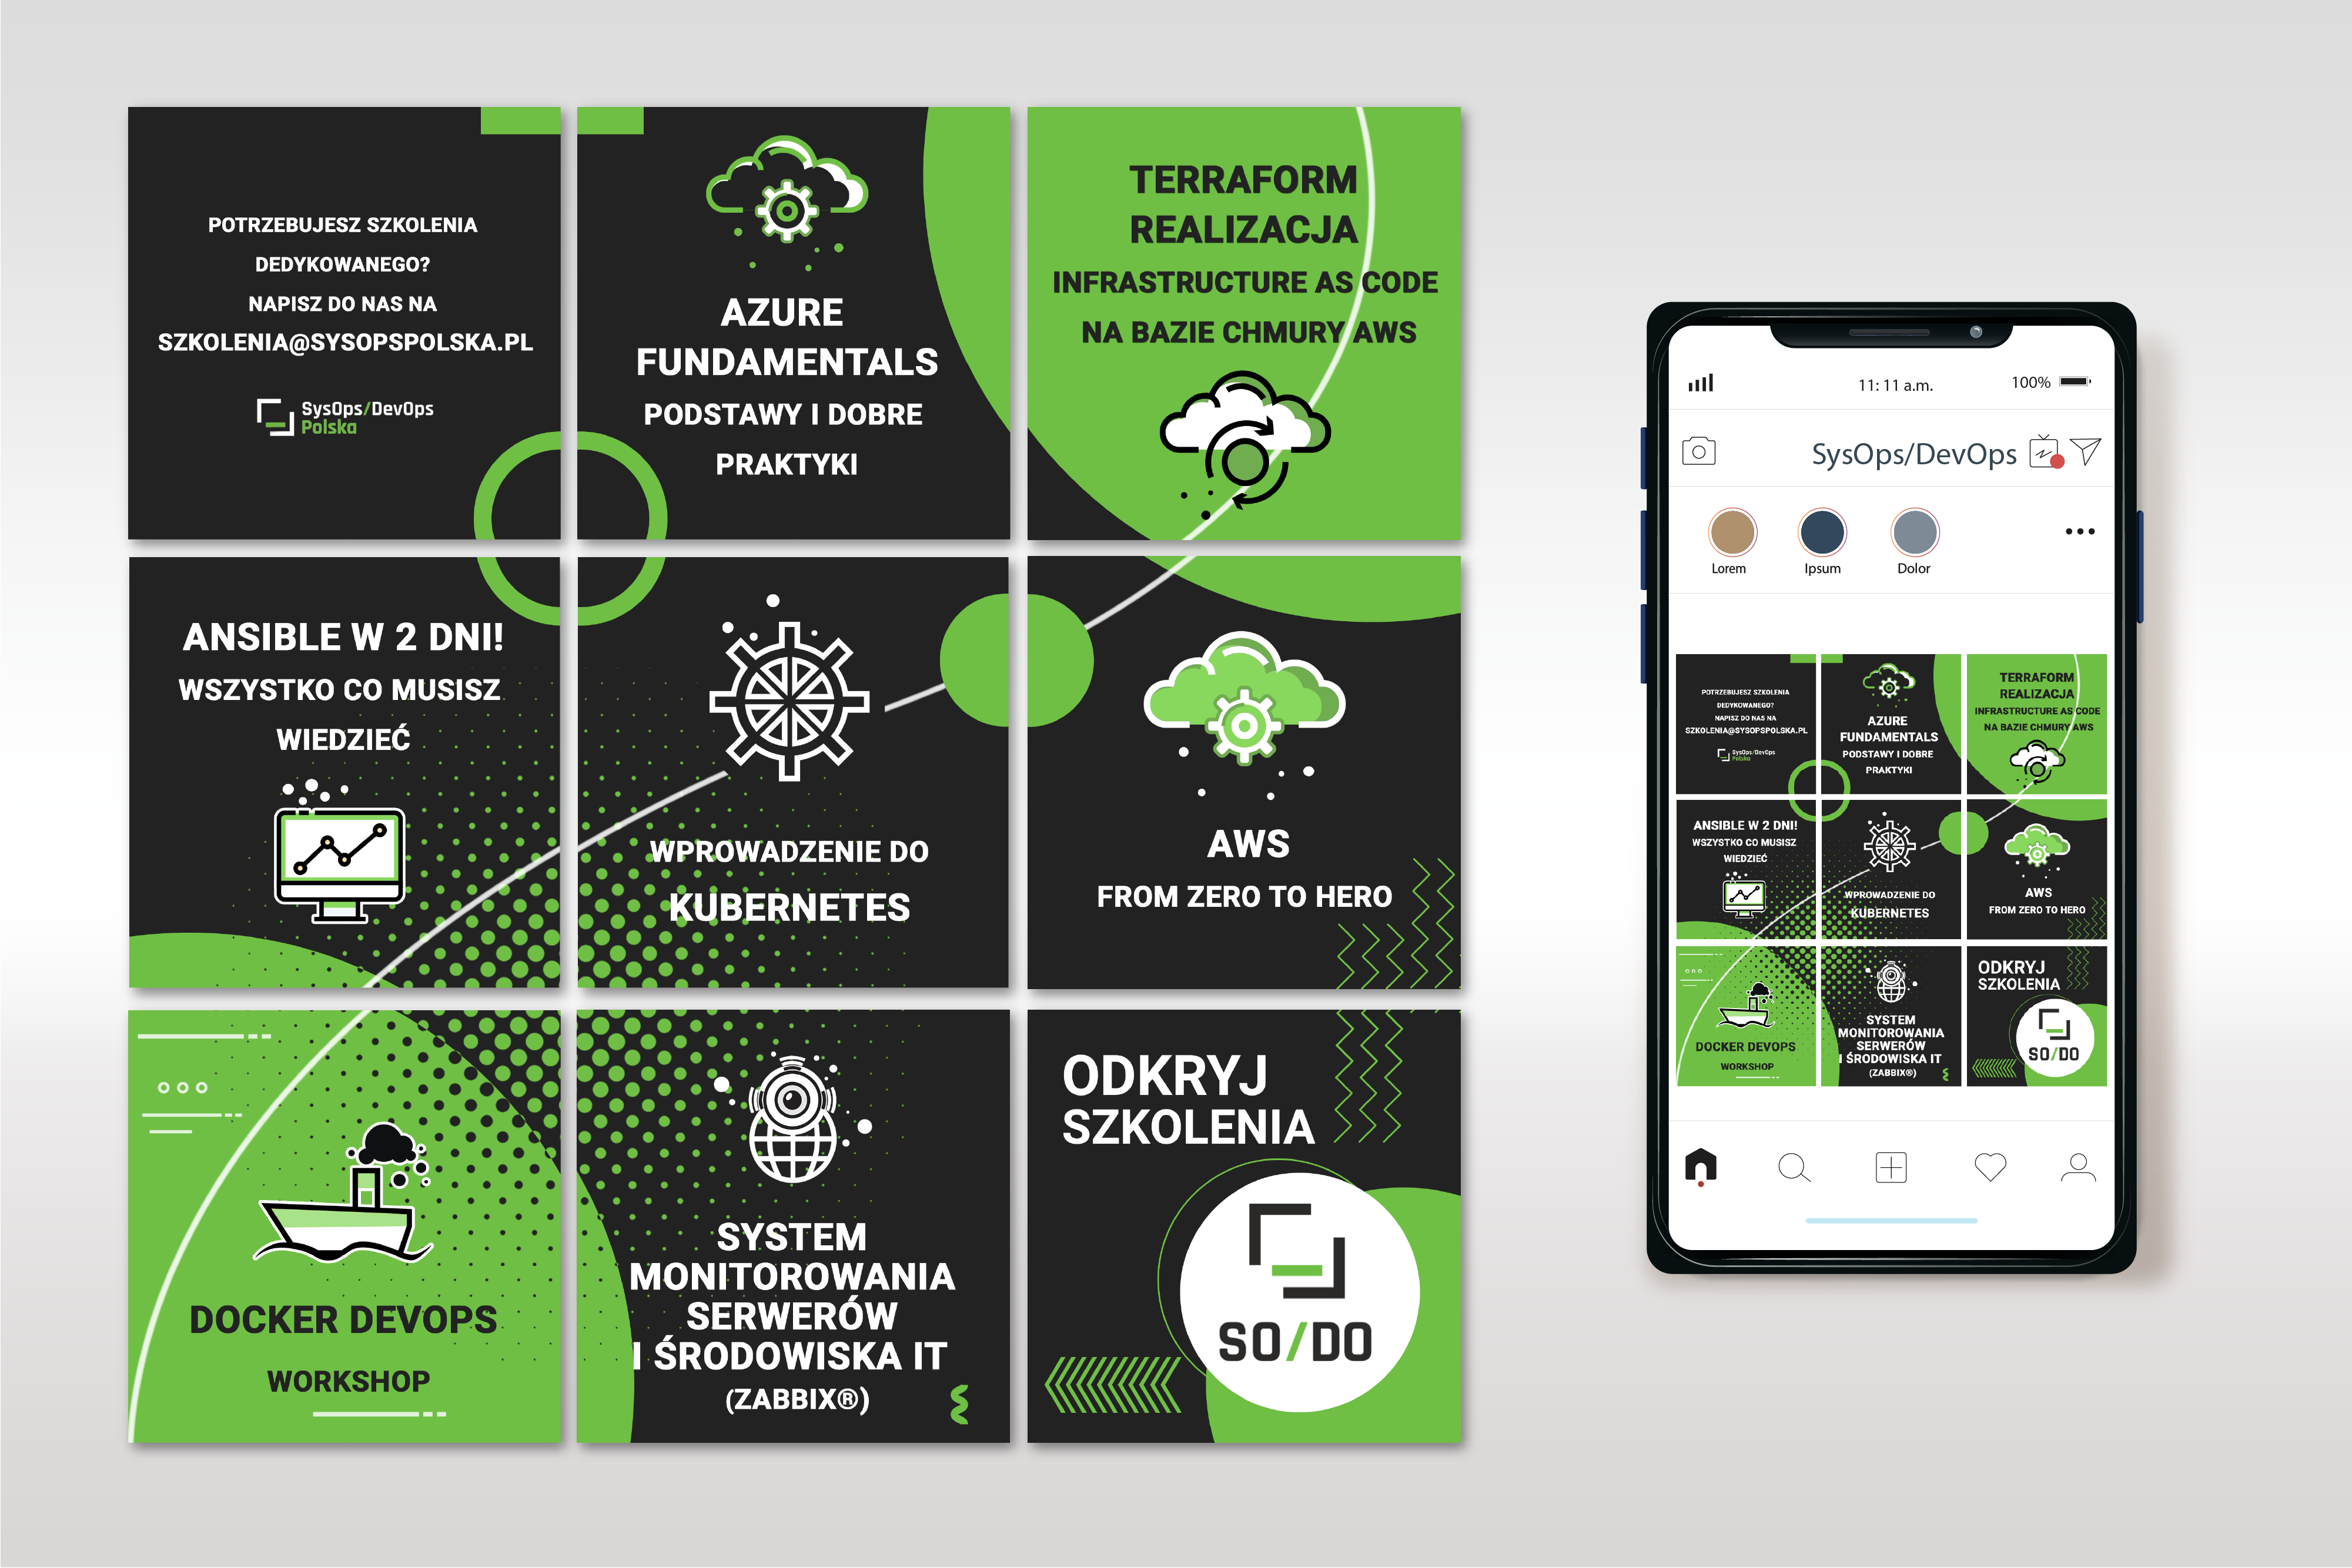 POTRZEBUJESZ SZKOLENIA
DEDYKOWANEGO?
NAPISZ DO NAS NA
SZKOLENIA@SYSOPSPOLSKA.PL
SysOps/DevOps
Polska
AZURE
FUNDAMENTALS
PODSTAWY I DOBRE
PRAKTYKI
TERRAFORM
REALIZACJA
INFRASTRUCTURE AS CODE
NA BAZIE CHMURY AWS
ANSIBLE W 2 DNI!
WSZYSTKO CO MUSISZ
WIEDZIEĆ
WPROWADZENIE DO
KUBERNETES
AWS
FROM ZERO TO HERO
DOCKER DEVOPS
WORKSHOP
SYSTEM
MONITOROWANIA
SERWERÓW
I ŚRODOWISKA IT
(ZABBIX®)
ODKRYJ
SZKOLENIA
SO/DO
11: 11 a.m.
100%
SysOps/DevOps
Lorem
Ipsum
Dolor
POTRZEBUJESZ SZKOLENIA
DEDYKOWANEGO?
NAPISZ DO NAS NA
SZKOLENIA@SYSOPSPOLSKA.PL
SysOps/DevOps
Polska
AZURE
FUNDAMENTALS
PODSTAWY I DOBRE
PRAKTYKI
TERRAFORM
REALIZACJA
INFRASTRUCTURE AS CODE
NA BAZIE CHMURY AWS
ANSIBLE W 2 DNI!
WSZYSTKO CO MUSISZ
WIEDZIEĆ
WPROWADZENIE DO
KUBERNETES
AWS
FROM ZERO TO HERO
DOCKER DEVOPS
WORKSHOP
SYSTEM
MONITOROWANIA
SERWERÓW
I ŚRODOWISKA IT
(ZABBIX®)
ODKRYJ
SZKOLENIA
SO/DO